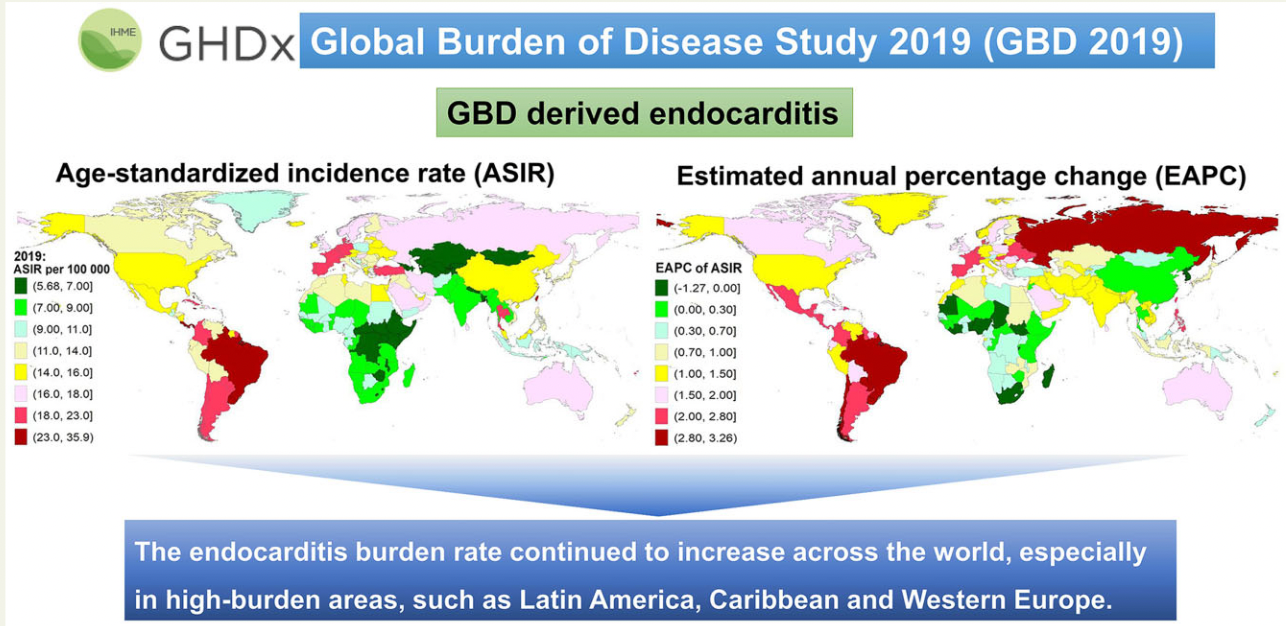 IHME
GHDx
Global Burden of Disease Study 2019 (GBD 2019)
GBD derived endocarditis
Age-standardized incidence rate (ASIR)
2019:
ASIR per 100 000
(5.68, 7.00]
(7.00, 9.00]
(9.00, 11.0]
(11.0, 14.0]
(14.0, 16.0]
(16.0, 18.0]
(18.0, 23.0]
(23.0, 35.9)
Estimated annual percentage change (EAPC)
EAPC of ASIR
(-1.27, 0.00]
(0.00, 0.30]
(0.30, 0.70]
(0.70, 1.00]
(1.00, 1.50]
(1.50, 2.00]
(2.00, 2.80]
(2.80, 3.26)
The endocarditis burden rate continued to increase across the world, especially
in high-burden areas, such as Latin America, Caribbean and Western Europe.